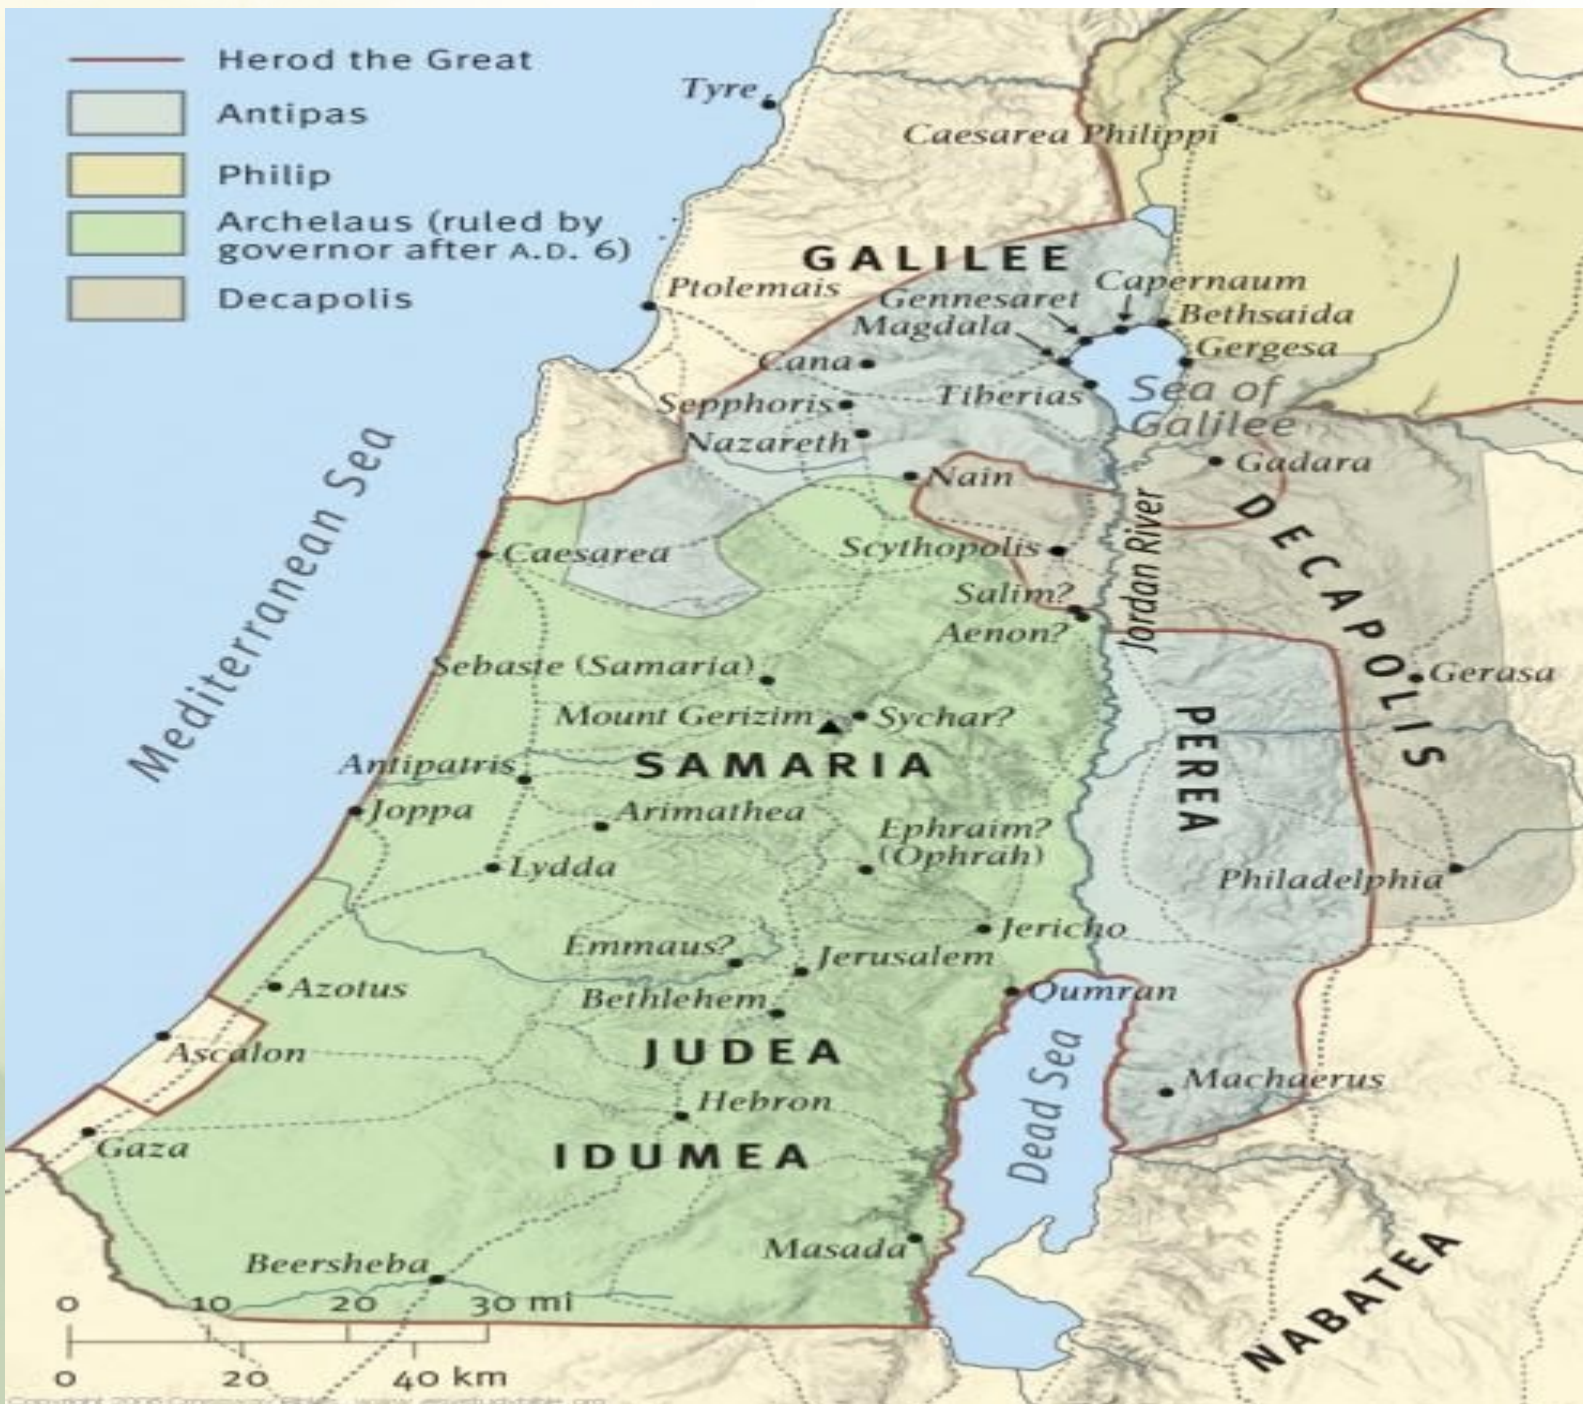 Herod the Great
Antipas
Philip
Archelaus (ruled by
governor after A.D. 6)
Decapolis
Tyre
Caesarea Philippi
GALILEE
Ptolemais
Gennesaret
Capernaum
Magdala
Bethsaida
Cana
Gergesa
Sepphoris
Tiberias
Sea of
Galilee
Nazareth
Nain
Gadara
Mediterranean Sea
Caesarea
Scythopolis
Jordan River
DECAPOLIS
Salim?
Aenon?
Sebaste (Samaria)
Gerasa
Mount Gerizim
Sychar?
PEREA
Antipatris
SAMARIA
Joppa
Arimathea
Ephraim?
(Ophrah)
Lydda
Philadelphia
Jericho
Emmaus?
Jerusalem
Azotus
Bethlehem
Qumran
Ascalon
JUDEA
Dead Sea
Machaerus
Hebron
Gaza
IDUMEA
Masada
Beersheba
NABATEA
0 10 20 30 mi
0 20 40 km